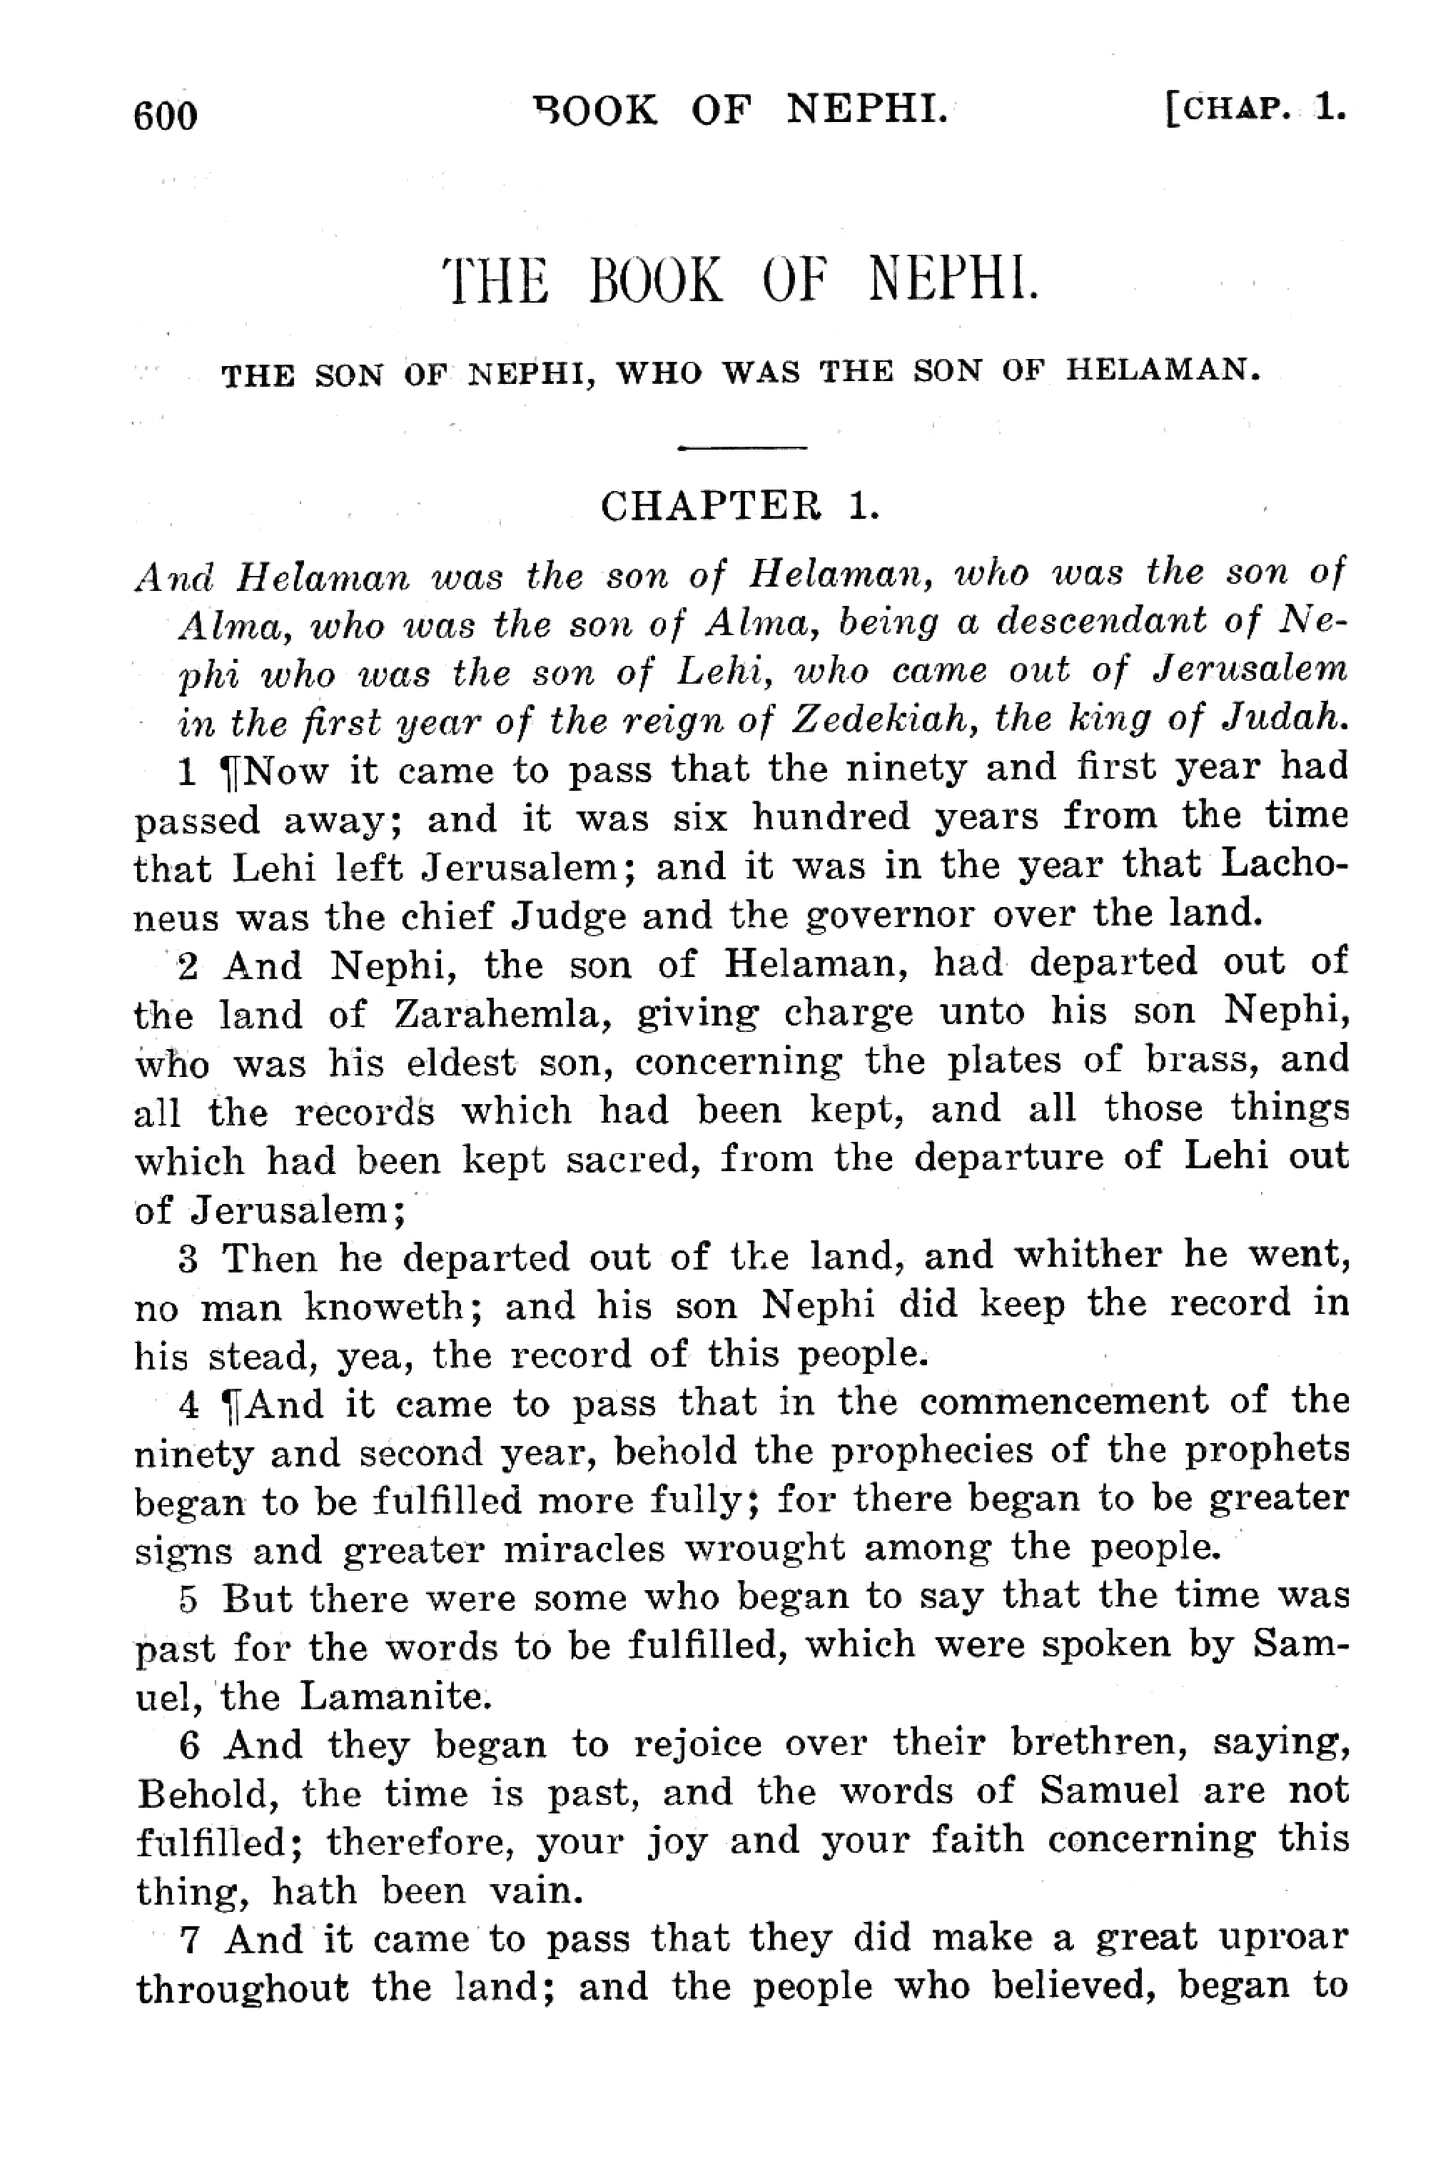 600 BOOK OF NEPHI. [CHAP. 1.
THE BOOK OF NEPHI.
THE SON OF NEPHI, WHO WAS THE SON OF HELAMAN.
CHAPTER 1.
And Helaman was the son of Helaman, who was the son of
Alma, who was the son of Alma, being a descendant of Ne-
phi who was the son of Lehi, who came out of Jerusalem
in the first year of the reign of Zedekiah, the king of Judah.
1 ¶Now it came to pass that the ninety and first year had
passed away; and it was six hundred years from the time
that Lehi left Jerusalem; and it was in the year that Lacho-
neus was the chief Judge and the governor over the land.
2 And Nephi, the son of Helaman, had departed out of
the land of Zarahemla, giving charge unto his son Nephi,
who was his eldest son, concerning the plates of brass, and
all the records which had been kept, and all those things
which had been kept sacred, from the departure of Lehi out
of Jerusalem;
3 Then he departed out of the land, and whither he went,
no man knoweth; and his son Nephi did keep the record in
his stead, yea, the record of this people.
4 ¶And it came to pass that in the commencement of the
ninety and second year, behold the prophecies of the prophets
began to be fulfilled more fully; for there began to be greater
signs and greater miracles wrought among the people.
5 But there were some who began to say that the time was
past for the words to be fulfilled, which were spoken by Sam-
uel, the Lamanite.
6 And they began to rejoice over their brethren, saying,
Behold, the time is past, and the words of Samuel are not
fulfilled; therefore, your joy and your faith concerning this
thing, hath been vain.
7 And it came to pass that they did make a great uproar
throughout the land; and the people who believed, began to